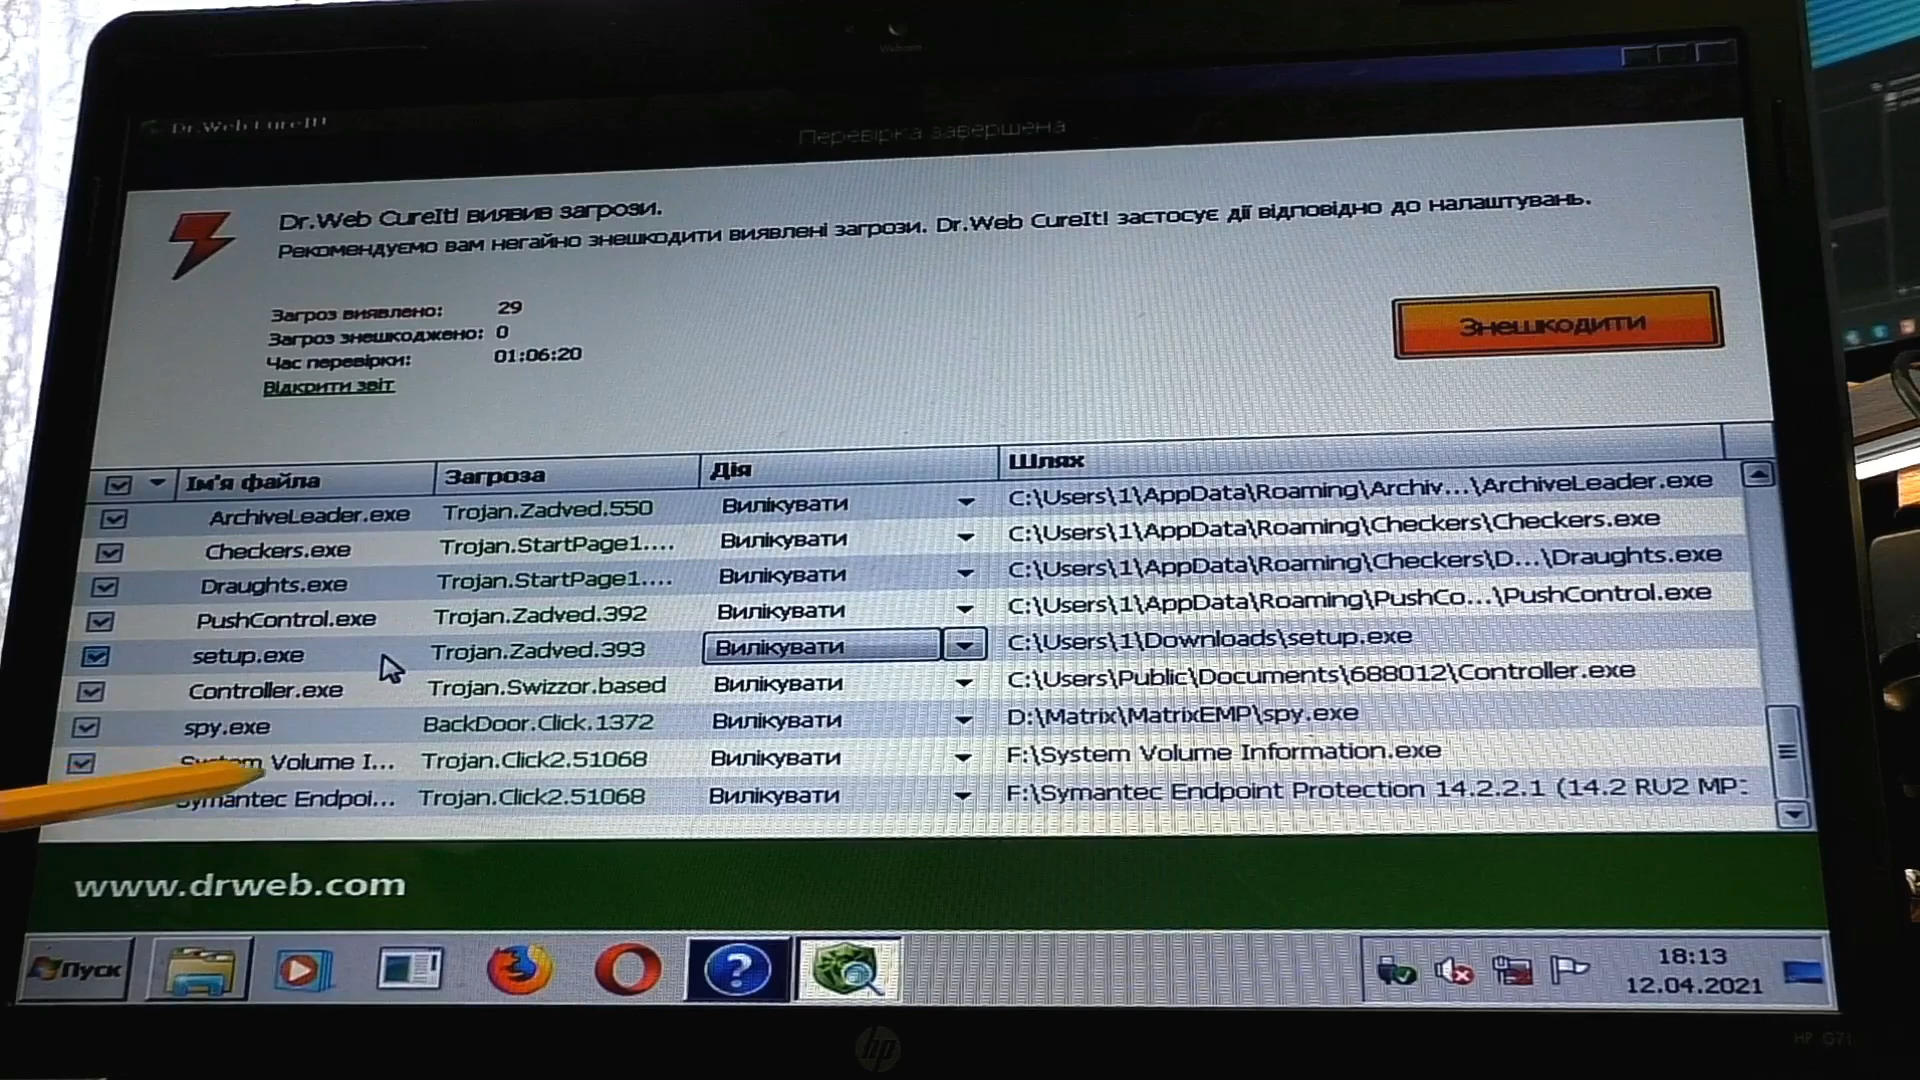 Webcam
Dr.Web CureIt!
Перевірка завершена
Dr.Web CureIt! виявив загрози.
Рекомендуємо вам негайно знешкодити виявлені загрози. Dr.Web CureIt! застосує дії відповідно до налаштувань.
Загроз виявлено: 29
Загроз знешкоджено: 0
Час перевірки: 01:06:20
Відкрити звіт
Знешкодити
Ім'я файла Загроза Дія Шлях
ArchiveLeader.exe Trojan.Zadved.550 Вилікувати C:\Users\1\AppData\Roaming\Archiv...\ArchiveLeader.exe
Checkers.exe Trojan.StartPage1.... Вилікувати C:\Users\1\AppData\Roaming\Checkers\Checkers.exe
Draughts.exe Trojan.StartPage1.... Вилікувати C:\Users\1\AppData\Roaming\Checkers\D...\Draughts.exe
PushControl.exe Trojan.Zadved.392 Вилікувати C:\Users\1\AppData\Roaming\PushCo...\PushControl.exe
setup.exe Trojan.Zadved.393 Вилікувати C:\Users\1\Downloads\setup.exe
Controller.exe Trojan.Swizzor.based Вилікувати C:\Users\Public\Documents\688012\Controller.exe
spy.exe BackDoor.Click.1372 Вилікувати D:\Matrix\MatrixEMP\spy.exe
System Volume I... Trojan.Click2.51068 Вилікувати F:\System Volume Information.exe
Symantec Endpoi... Trojan.Click2.51068 Вилікувати F:\Symantec Endpoint Protection 14.2.2.1 (14.2 RU2 MP1
www.drweb.com
Пуск
18:13
12.04.2021
hp
HP G71